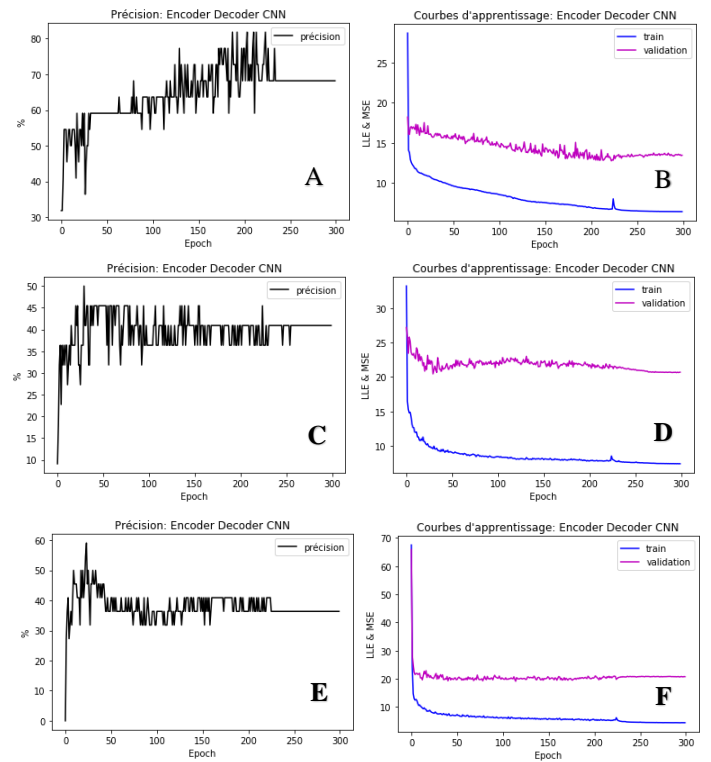 Précision: Encoder Decoder CNN
précision
80
70
60
50
40
30
%
A
0 50 100 150 200 250 300
Epoch
Courbes d'apprentissage: Encoder Decoder CNN
train
validation
25
20
15
10
LLE & MSE
B
0 50 100 150 200 250 300
Epoch
Précision: Encoder Decoder CNN
précision
50
45
40
35
30
25
20
15
10
%
C
0 50 100 150 200 250 300
Epoch
Courbes d'apprentissage: Encoder Decoder CNN
train
validation
30
25
20
15
10
LLE & MSE
D
0 50 100 150 200 250 300
Epoch
Précision: Encoder Decoder CNN
précision
60
50
40
30
20
10
0
%
E
0 50 100 150 200 250 300
Epoch
Courbes d'apprentissage: Encoder Decoder CNN
train
validation
70
60
50
40
30
20
10
LLE & MSE
F
0 50 100 150 200 250 300
Epoch